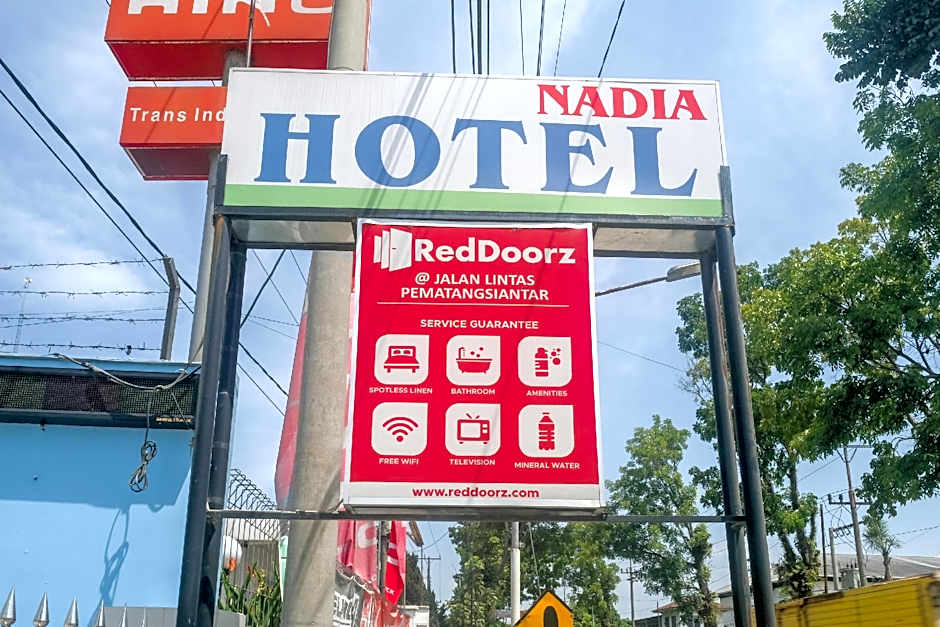 HINO
Trans Ind
NADIA
HOTEL
RedDoorz
@ JALAN LINTAS
PEMATANGSIANTAR
SERVICE GUARANTEE
SPOTLESS LINEN
BATHROOM
AMENITIES
FREE WIFI
TELEVISION
MINERAL WATER
www.reddoorz.com